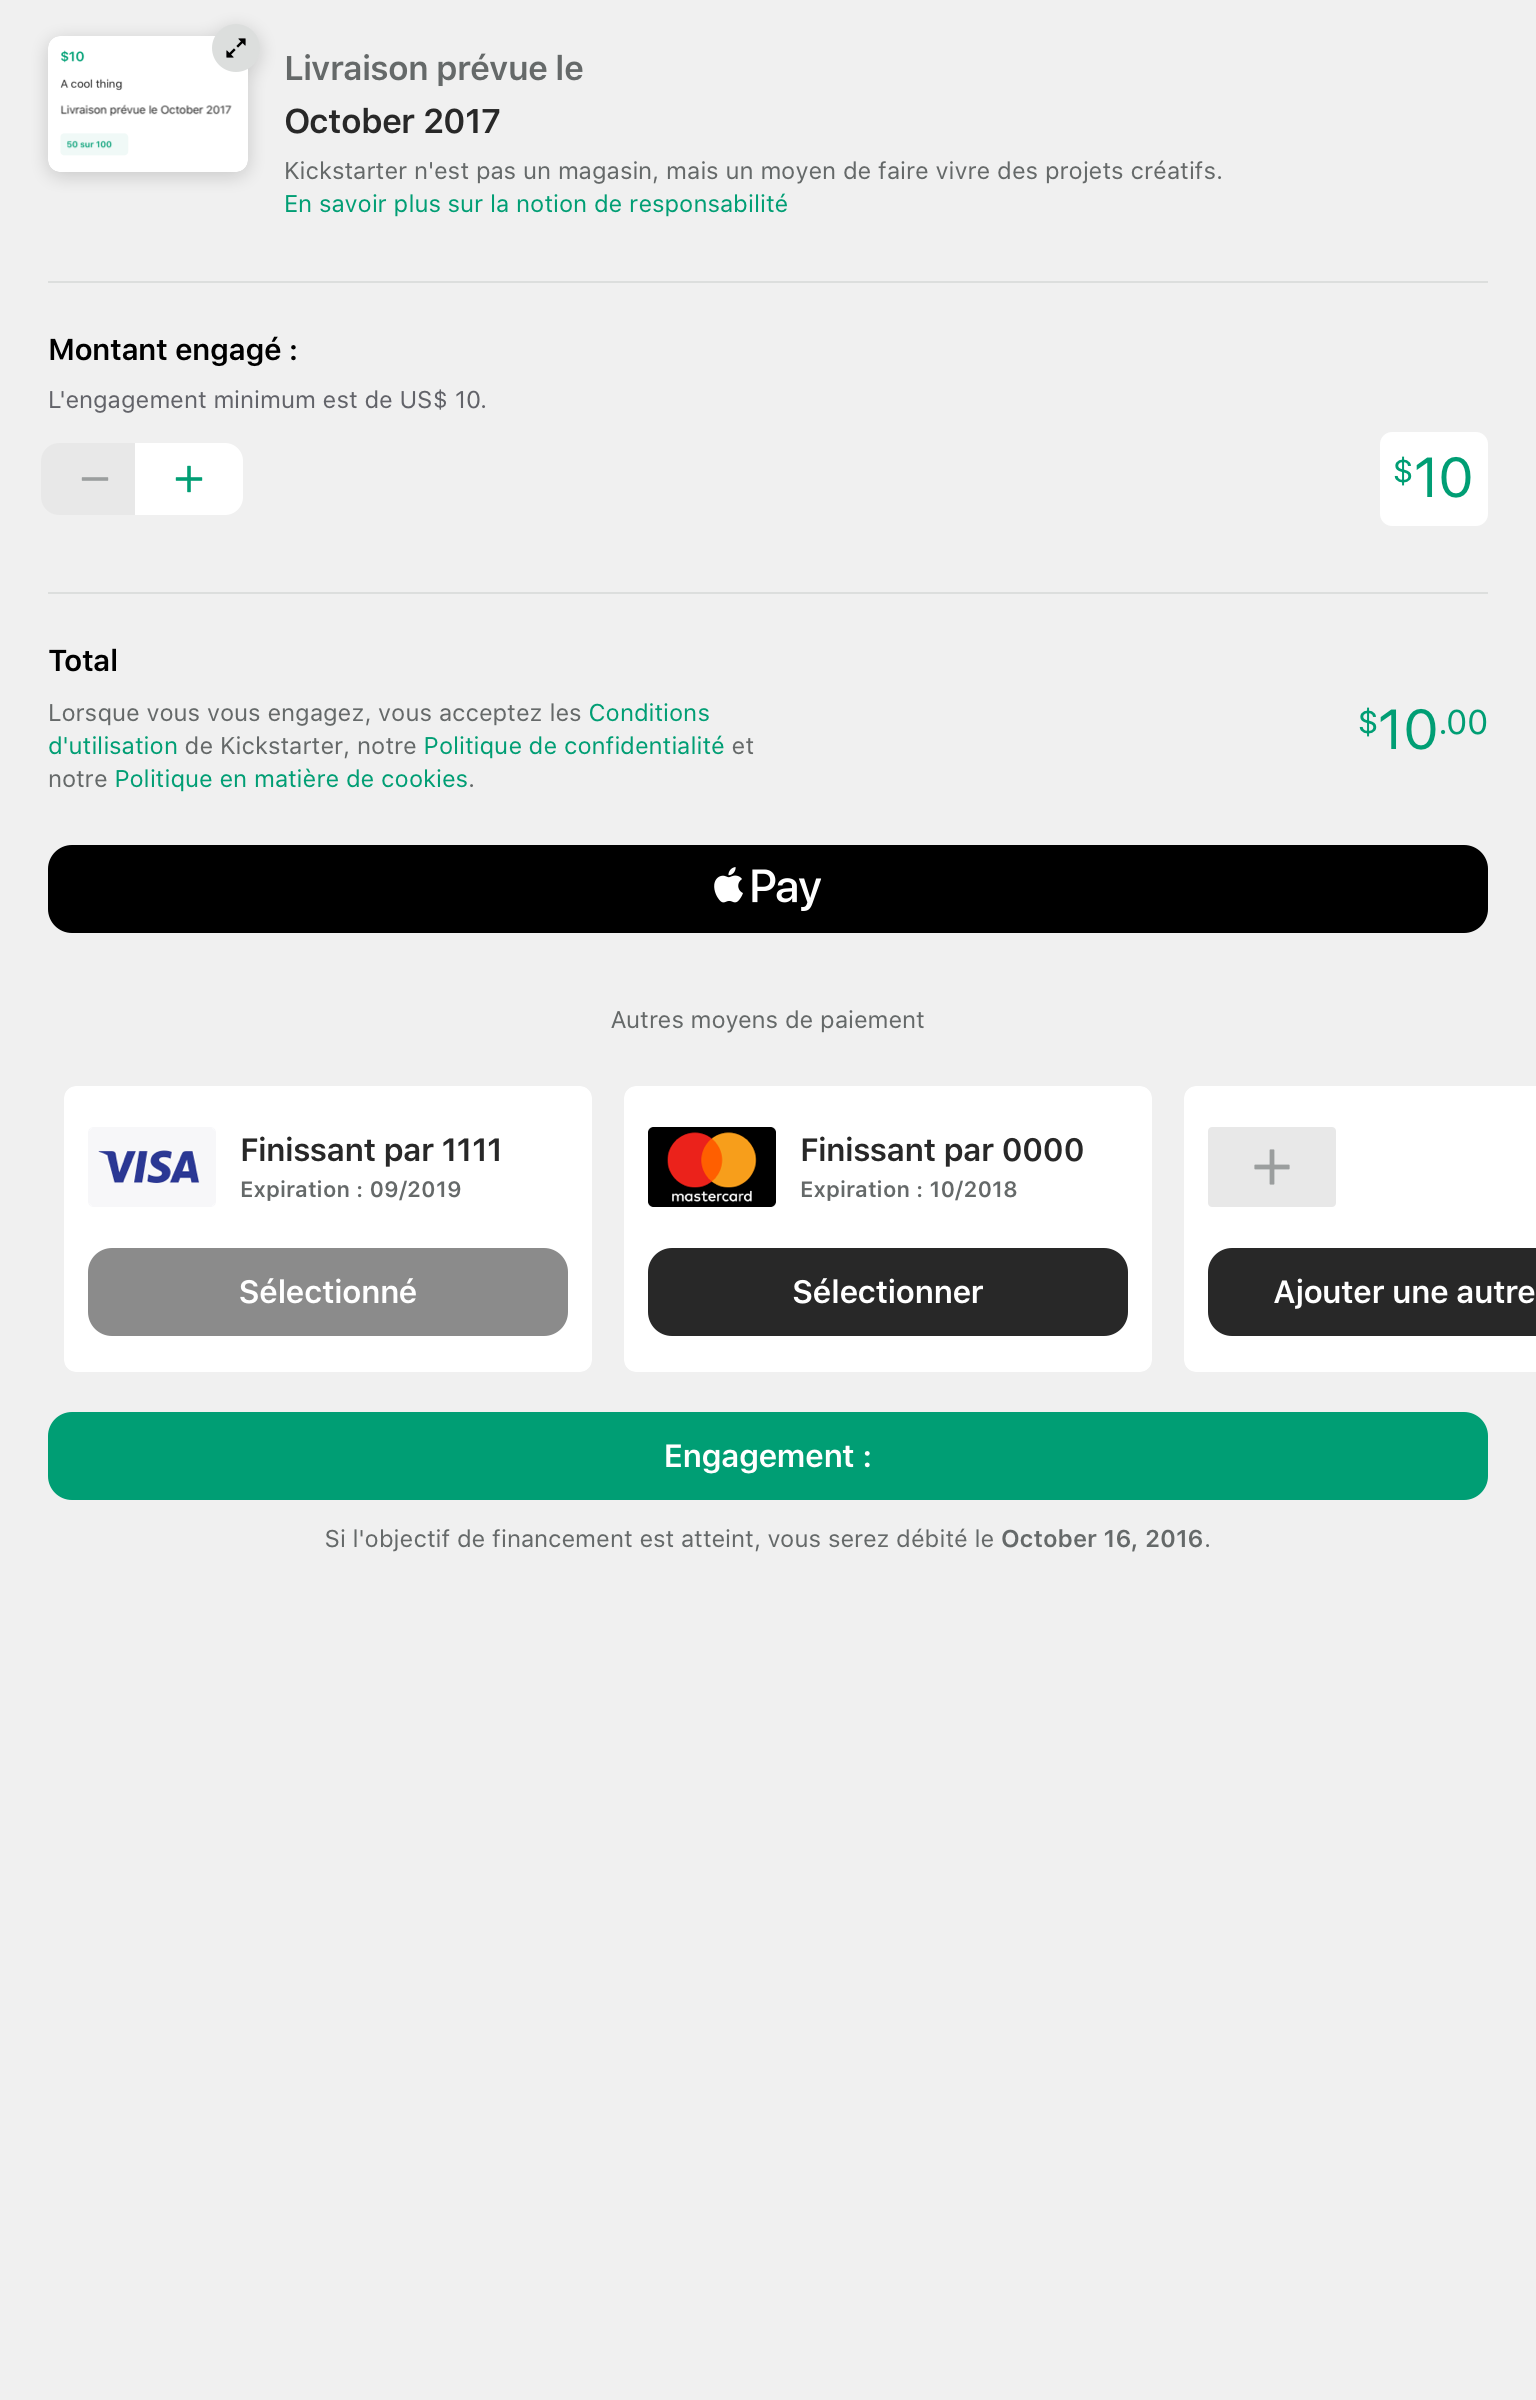 $10
A cool thing
Livraison prévue le October 2017
50 sur 100
Livraison prévue le
October 2017
Kickstarter n'est pas un magasin, mais un moyen de faire vivre des projets créatifs.
En savoir plus sur la notion de responsabilité
Montant engagé :
L'engagement minimum est de US$ 10.
$10
Total
Lorsque vous vous engagez, vous acceptez les Conditions
d'utilisation de Kickstarter, notre Politique de confidentialité et
notre Politique en matière de cookies.
$10.00
Pay
Autres moyens de paiement
VISA
Finissant par 1111
Expiration : 09/2019
Sélectionné
mastercard
Finissant par 0000
Expiration : 10/2018
Sélectionner
Ajouter une autre
Engagement :
Si l'objectif de financement est atteint, vous serez débité le October 16, 2016.